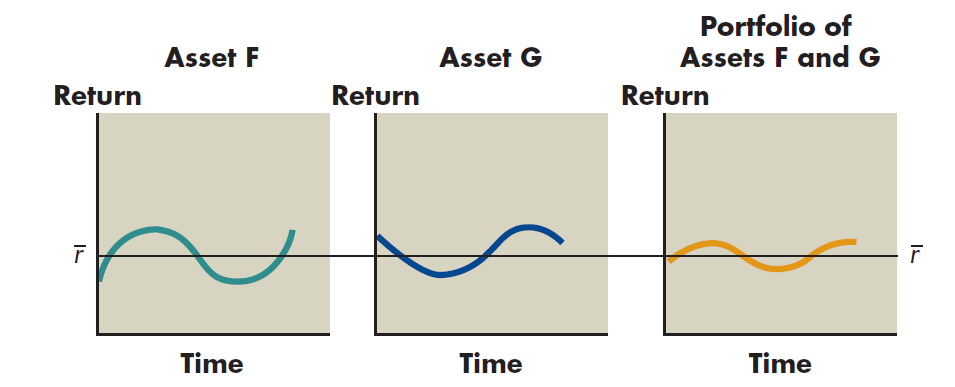 Asset F
Asset G
Portfolio of
Assets F and G
Return
Return
Return
r̅
r̅
Time
Time
Time